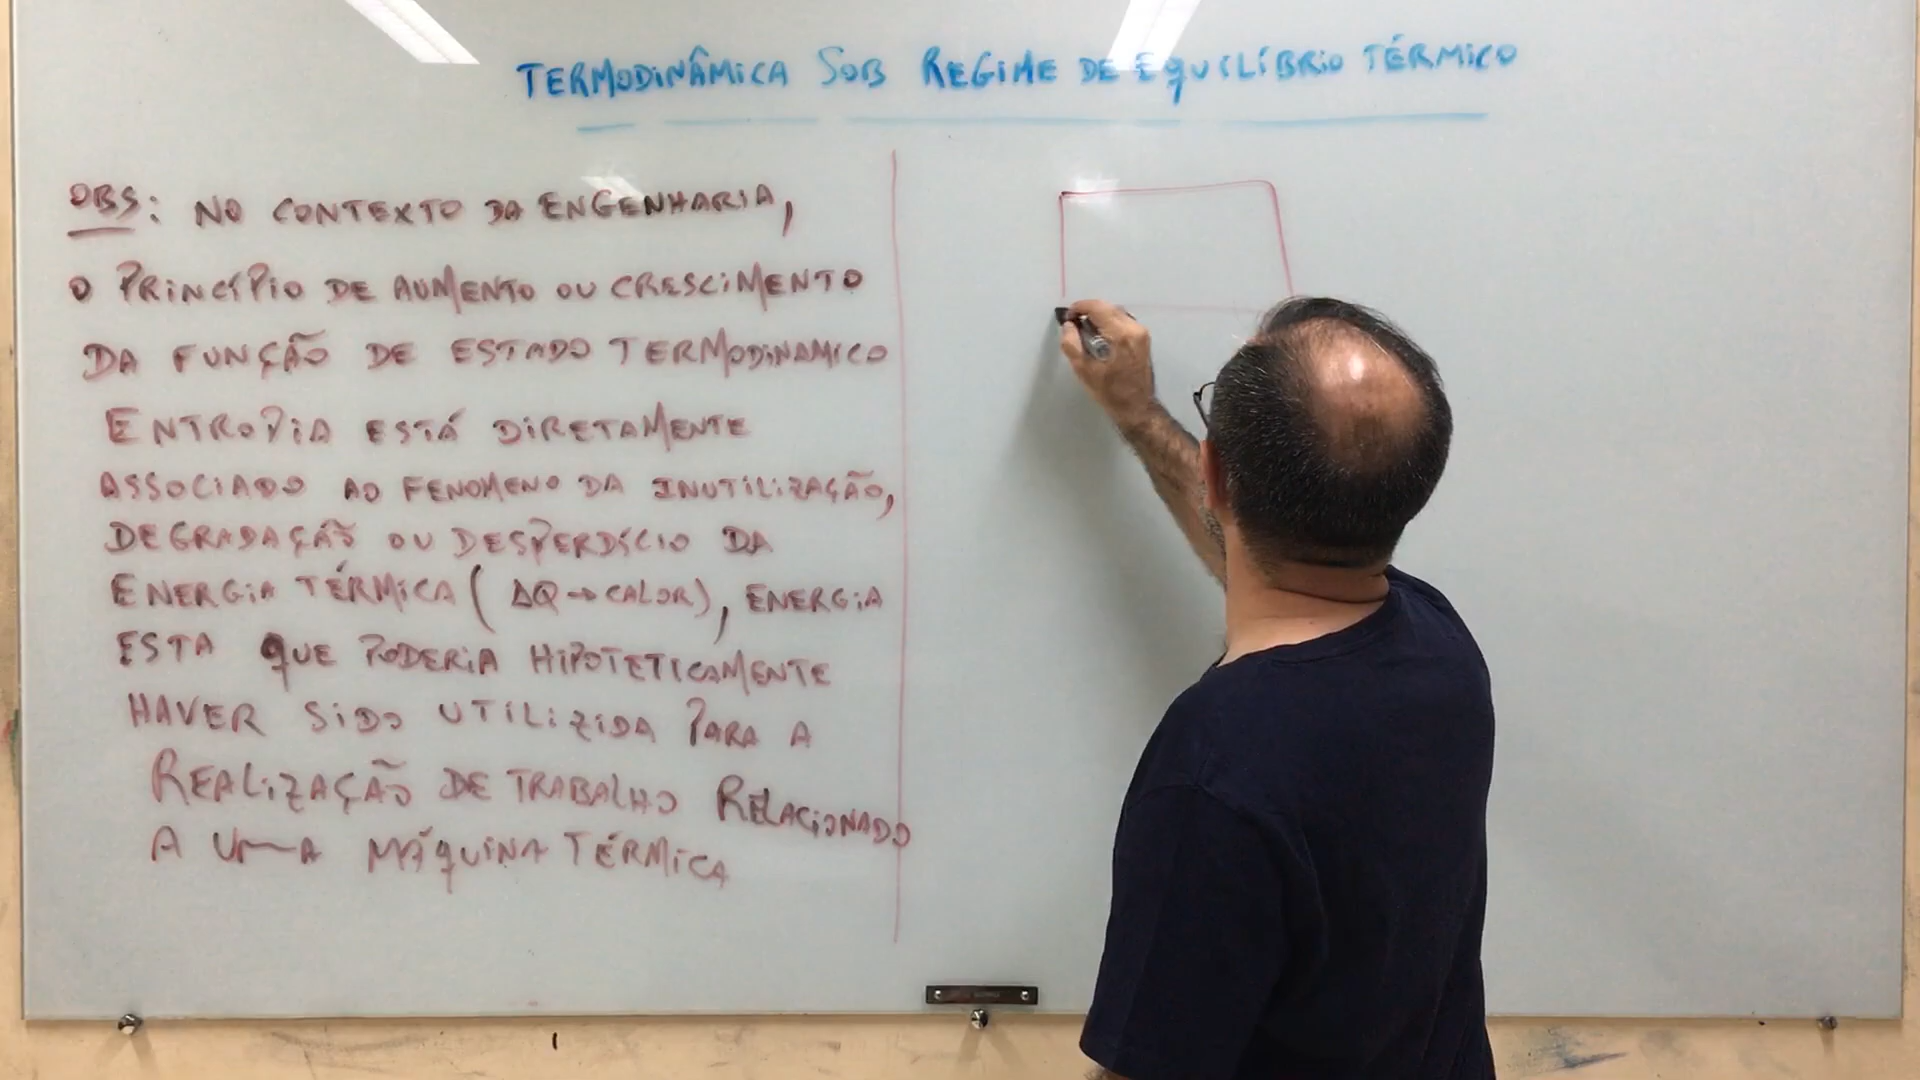 TERMODINÂMICA SOB REGIME DE EQUILÍBRIO TÉRMICO
OBS: NO CONTEXTO DA ENGENHARIA,
O PRINCÍPIO DE AUMENTO OU CRESCIMENTO
DA FUNÇÃO DE ESTADO TERMODINAMICO
ENTROPIA ESTÁ DIRETAMENTE
ASSOCIADO AO FENOMENO DA INUTILIZAÇÃO,
DEGRADAÇÃO OU DESPERDÍCIO DA
ENERGIA TÉRMICA (ΔQ→CALOR), ENERGIA
ESTA QUE PODERIA HIPOTETICAMENTE
HAVER SIDO UTILIZIDA PARA A
REALIZAÇÃO DE TRABALHO RELACIONADO
A UMA MÁQUINA TÉRMICA